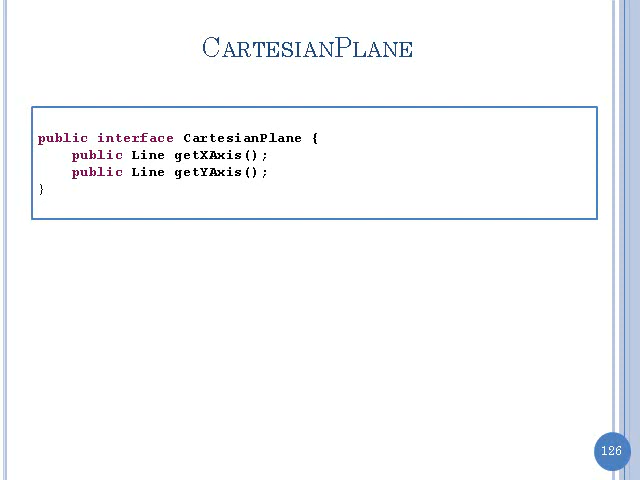 CartesianPlane
public interface CartesianPlane {
    public Line getXAxis();
    public Line getYAxis();
}
126